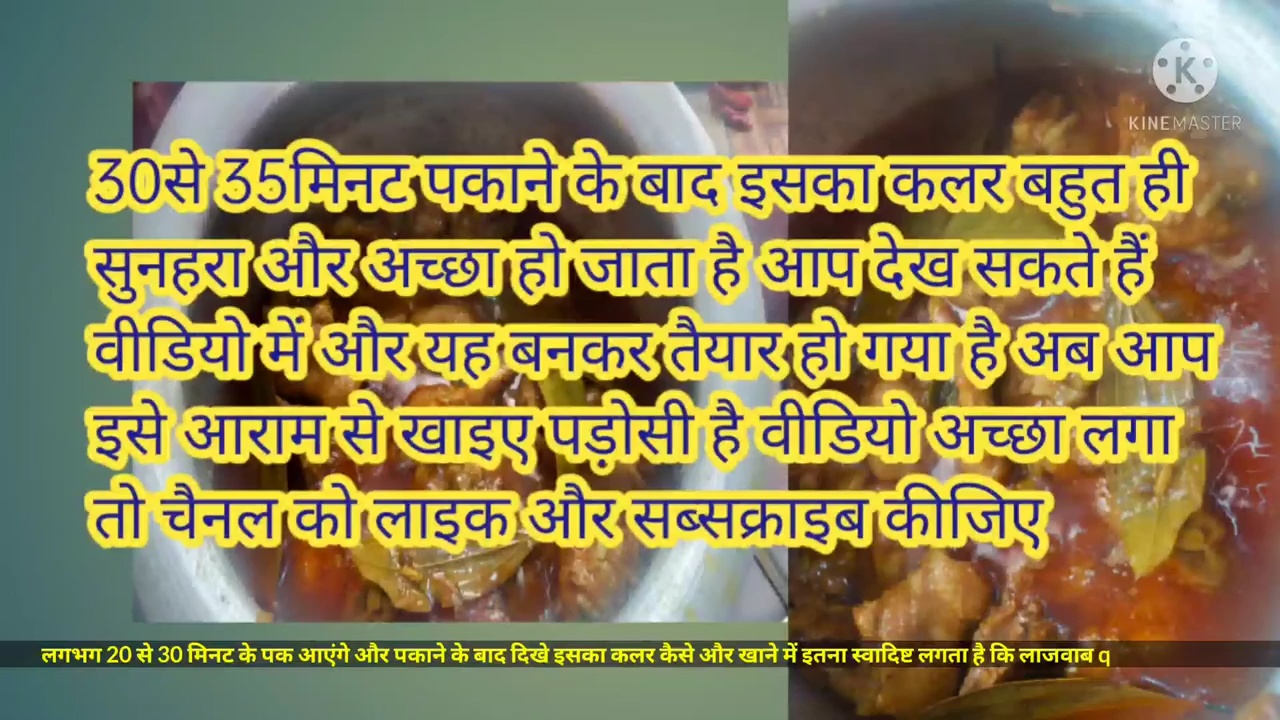 KINEMASTER
30से 35मिनट पकाने के बाद इसका कलर बहुत ही
सुनहरा और अच्छा हो जाता है आप देख सकते हैं
वीडियो में और यह बनकर तैयार हो गया है अब आप
इसे आराम से खाइए पड़ोसी है वीडियो अच्छा लगा
तो चैनल को लाइक और सब्सक्राइब कीजिए
लगभग 20 से 30 मिनट के पक आएंगे और पकाने के बाद दिखे इसका कलर कैसे और खाने में इतना स्वादिष्ट लगता है कि लाजवाब q